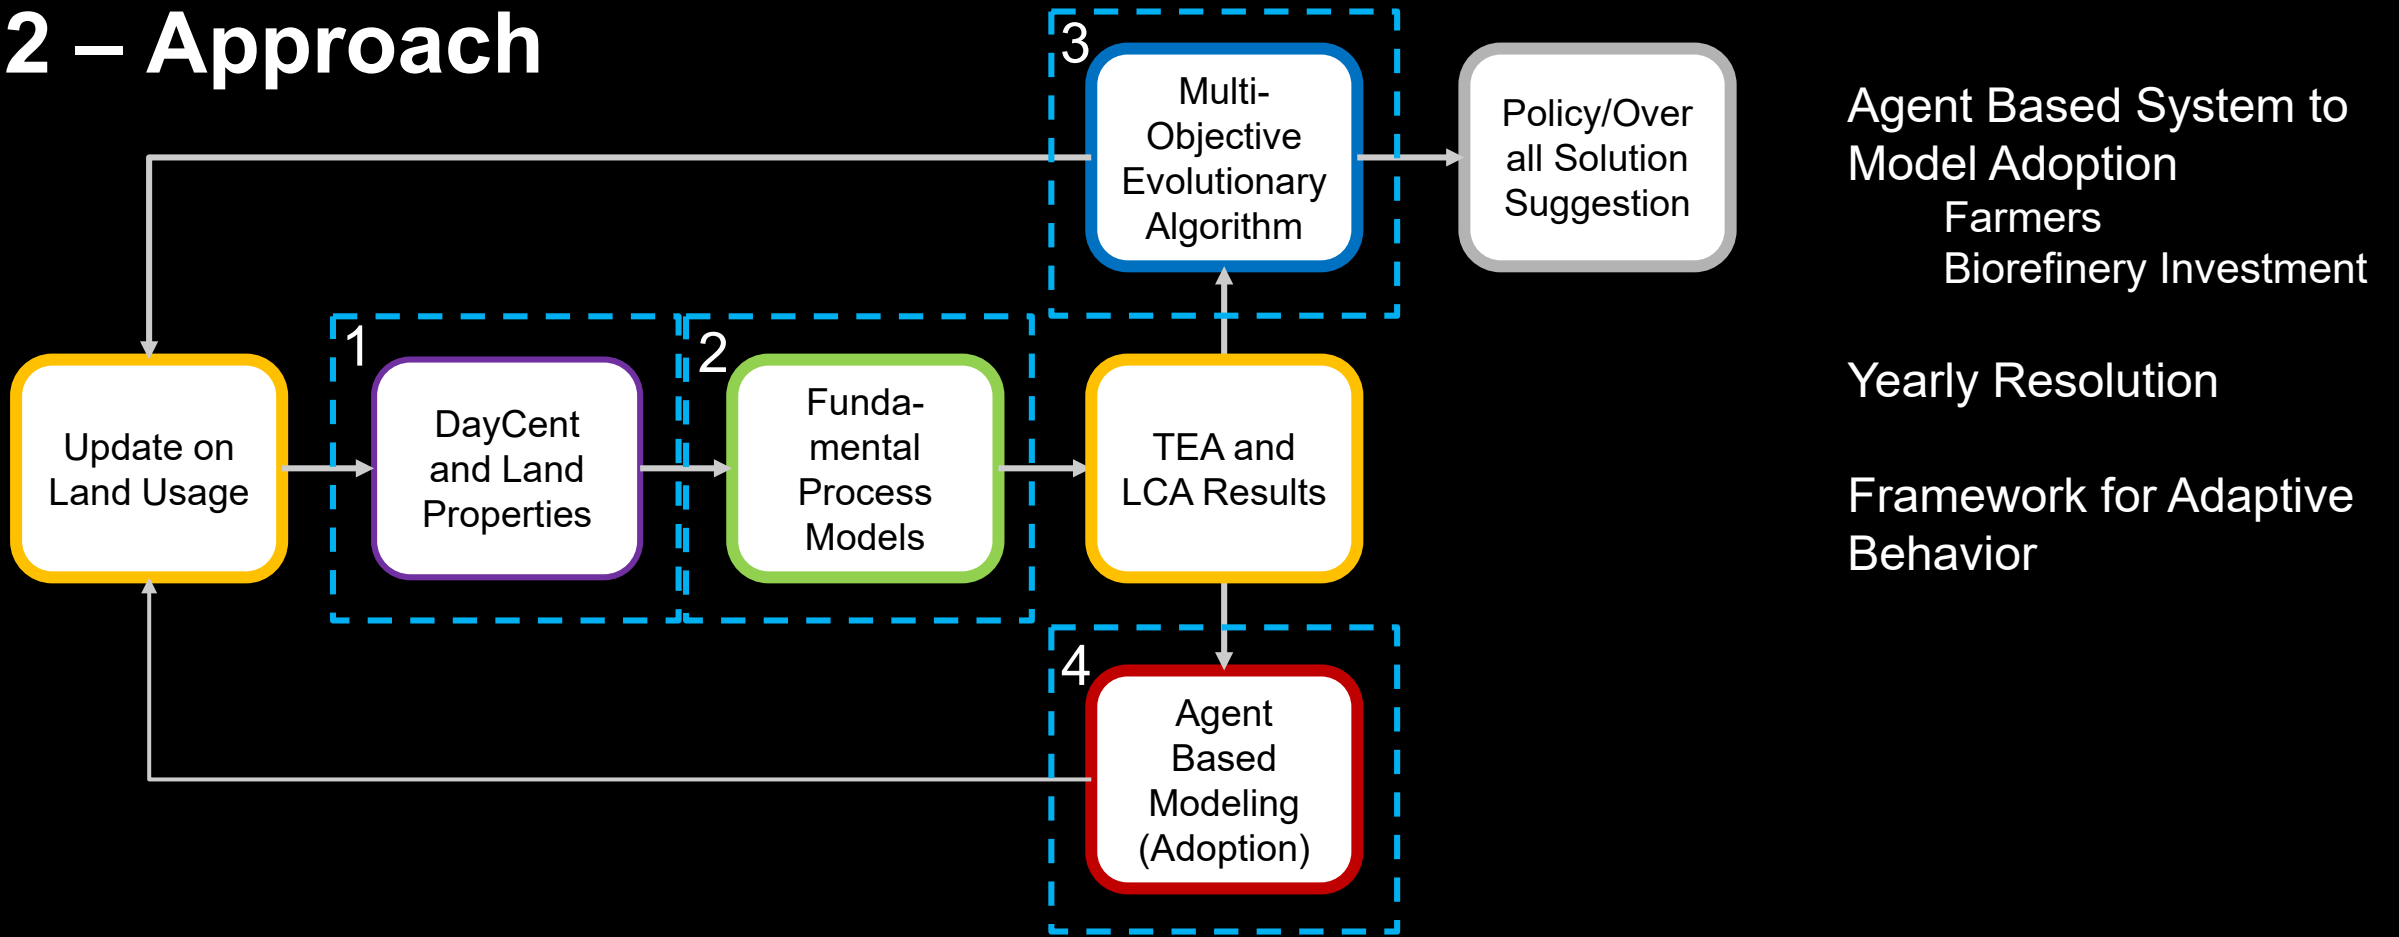 2 – Approach
3
Multi-
Objective
Evolutionary
Algorithm
Policy/Over
all Solution
Suggestion
Agent Based System to
Model Adoption
Farmers
Biorefinery Investment
Yearly Resolution
Framework for Adaptive
Behavior
Update on
Land Usage
1
DayCent
and Land
Properties
2
Funda-
mental
Process
Models
TEA and
LCA Results
4
Agent
Based
Modeling
(Adoption)